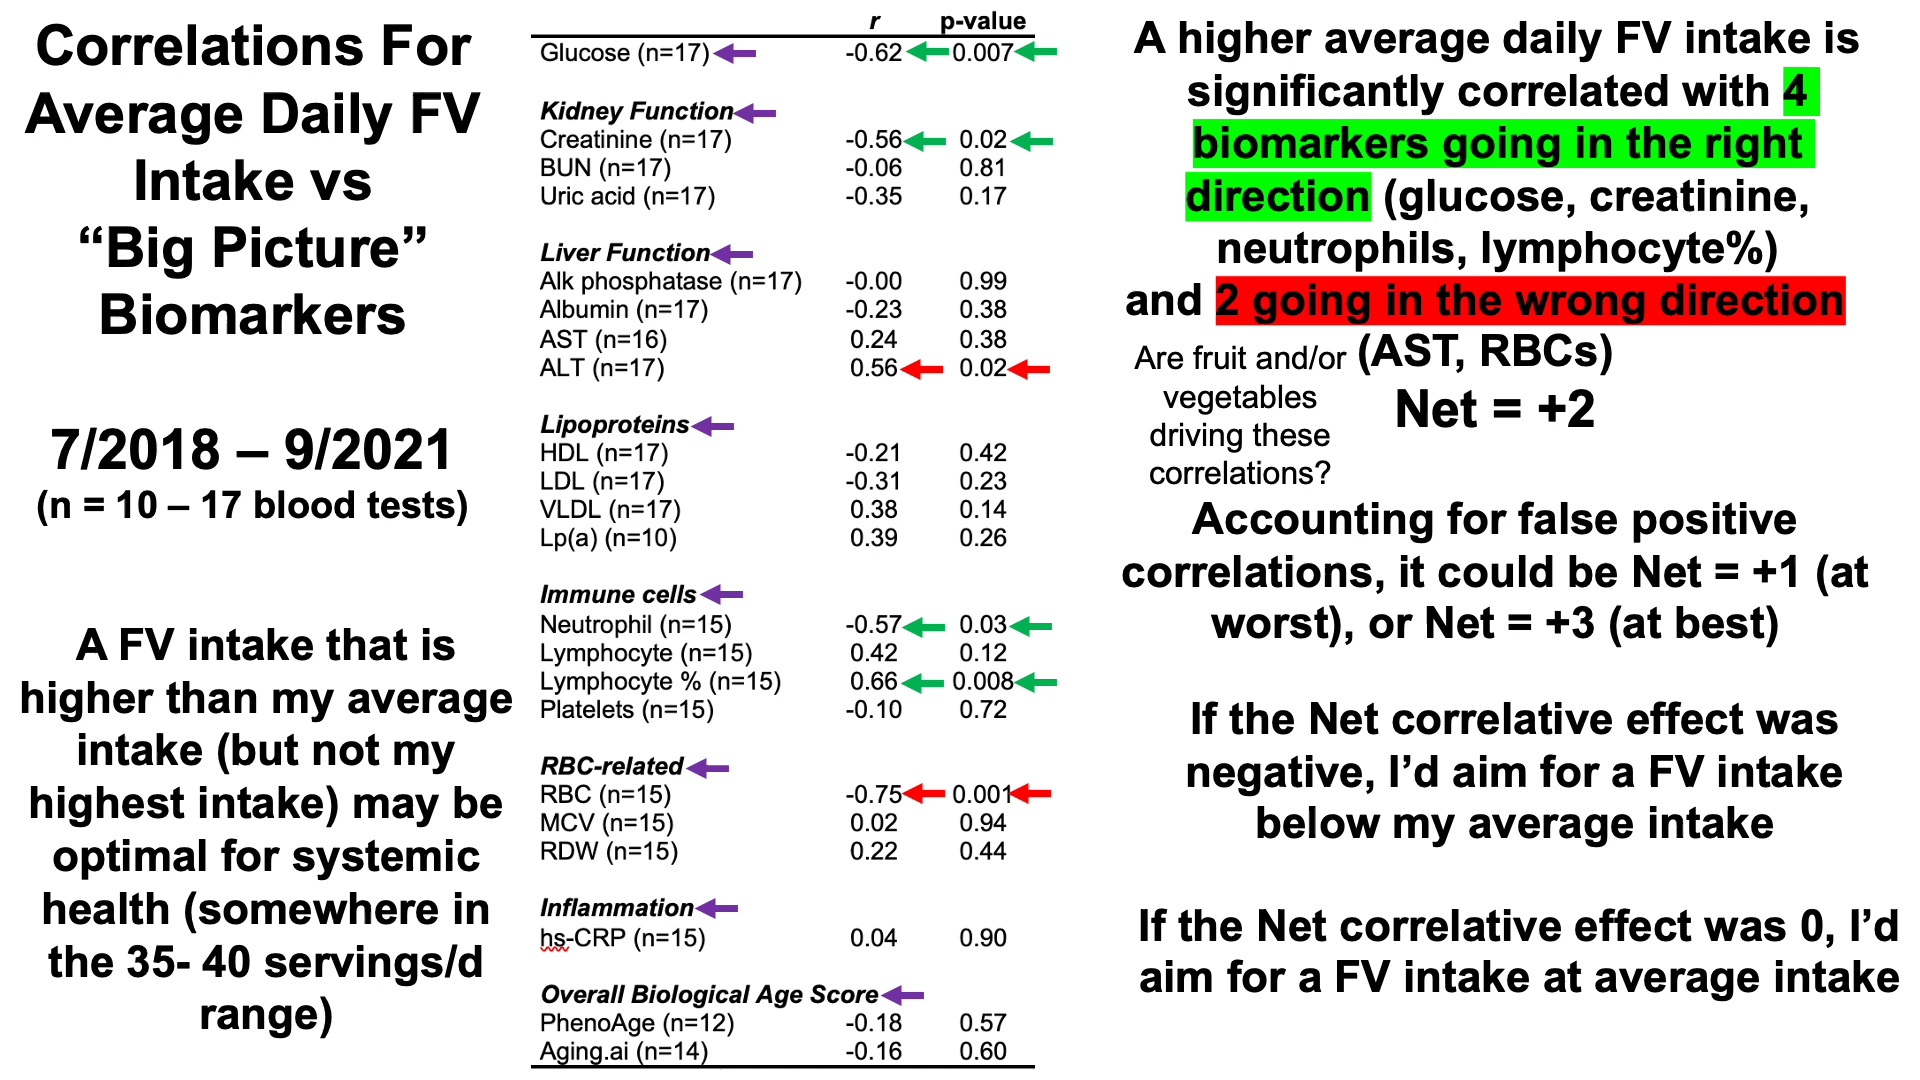 Correlations For
Average Daily FV
Intake vs
“Big Picture”
Biomarkers
7/2018 – 9/2021
(n = 10 – 17 blood tests)
A FV intake that is
higher than my average
intake (but not my
highest intake) may be
optimal for systemic
health (somewhere in
the 35- 40 servings/d
range)
r p-value
Glucose (n=17) -0.62 0.007
Kidney Function
Creatinine (n=17) -0.56 0.02
BUN (n=17) -0.06 0.81
Uric acid (n=17) -0.35 0.17
Liver Function
Alk phosphatase (n=17) -0.00 0.99
Albumin (n=17) -0.23 0.38
AST (n=16) 0.24 0.38
ALT (n=17) 0.56 0.02
Lipoproteins
HDL (n=17) -0.21 0.42
LDL (n=17) -0.31 0.23
VLDL (n=17) 0.38 0.14
Lp(a) (n=10) 0.39 0.26
Immune cells
Neutrophil (n=15) -0.57 0.03
Lymphocyte (n=15) 0.42 0.12
Lymphocyte % (n=15) 0.66 0.008
Platelets (n=15) -0.10 0.72
RBC-related
RBC (n=15) -0.75 0.001
MCV (n=15) 0.02 0.94
RDW (n=15) 0.22 0.44
Inflammation
hs-CRP (n=15) 0.04 0.90
Overall Biological Age Score
PhenoAge (n=12) -0.18 0.57
Aging.ai (n=14) -0.16 0.60
A higher average daily FV intake is
significantly correlated with 4
biomarkers going in the right
direction (glucose, creatinine,
neutrophils, lymphocyte%)
and 2 going in the wrong direction
(AST, RBCs)
Net = +2
Are fruit and/or
vegetables
driving these
correlations?
Accounting for false positive
correlations, it could be Net = +1 (at
worst), or Net = +3 (at best)
If the Net correlative effect was
negative, I’d aim for a FV intake
below my average intake
If the Net correlative effect was 0, I’d
aim for a FV intake at average intake